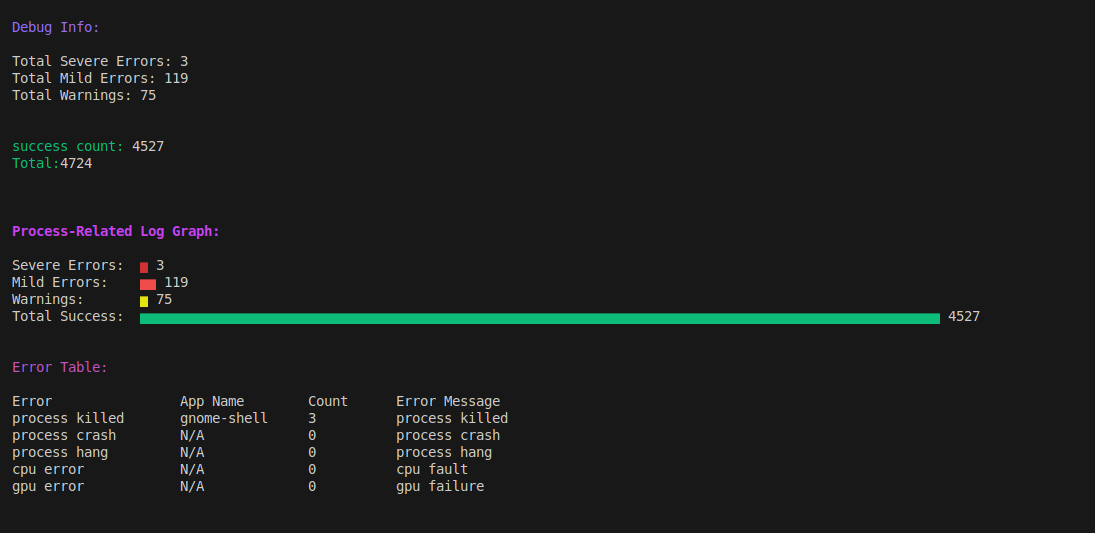 Debug Info:
Total Severe Errors: 3
Total Mild Errors: 119
Total Warnings: 75
success count: 4527
Total:4724
Process-Related Log Graph:
Severe Errors: 3
Mild Errors: 119
Warnings: 75
Total Success: 4527
Error Table:
Error App Name Count Error Message
process killed gnome-shell 3 process killed
process crash N/A 0 process crash
process hang N/A 0 process hang
cpu error N/A 0 cpu fault
gpu error N/A 0 gpu failure